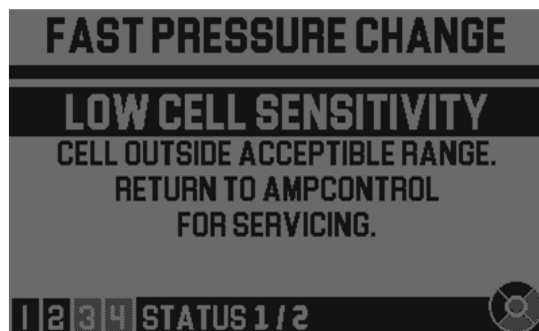 FAST PRESSURE CHANGE
LOW CELL SENSITIVITY
CELL OUTSIDE ACCEPTIBLE RANGE.
RETURN TO AMPCONTROL
FOR SERVICING.
1 2 3 4 STATUS 1/2